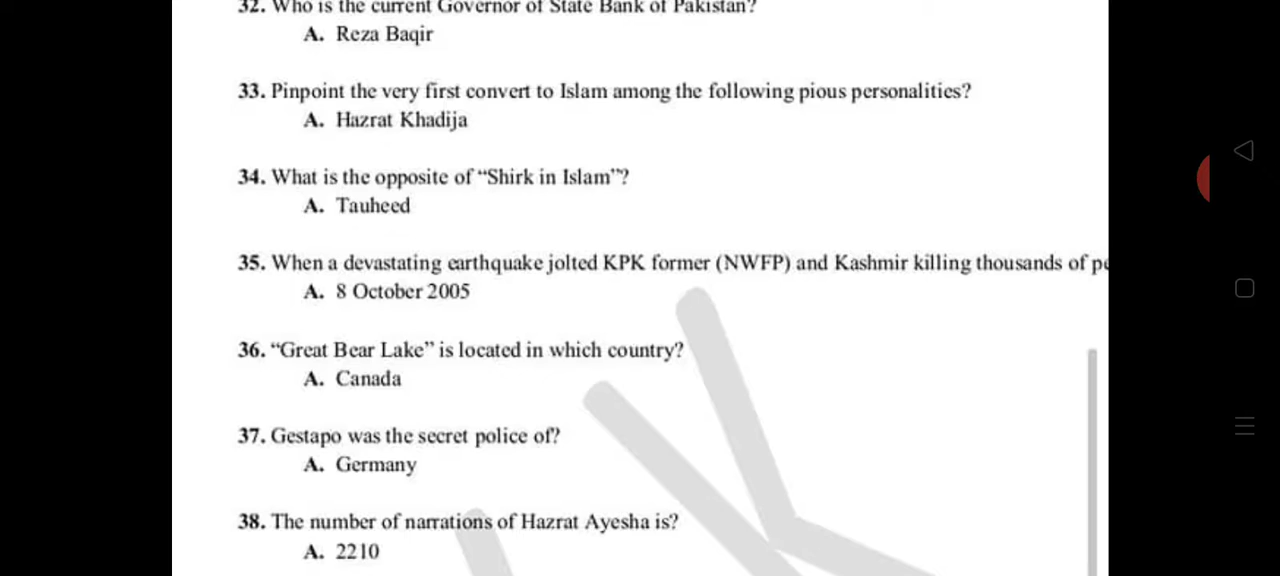 32. Who is the current Governor of State Bank of Pakistan?
A. Reza Baqir
33. Pinpoint the very first convert to Islam among the following pious personalities?
A. Hazrat Khadija
34. What is the opposite of “Shirk in Islam”?
A. Tauheed
35. When a devastating earthquake jolted KPK former (NWFP) and Kashmir killing thousands of
A. 8 October 2005
36. “Great Bear Lake” is located in which country?
A. Canada
37. Gestapo was the secret police of?
A. Germany
38. The number of narrations of Hazrat Ayesha is?
A. 2210